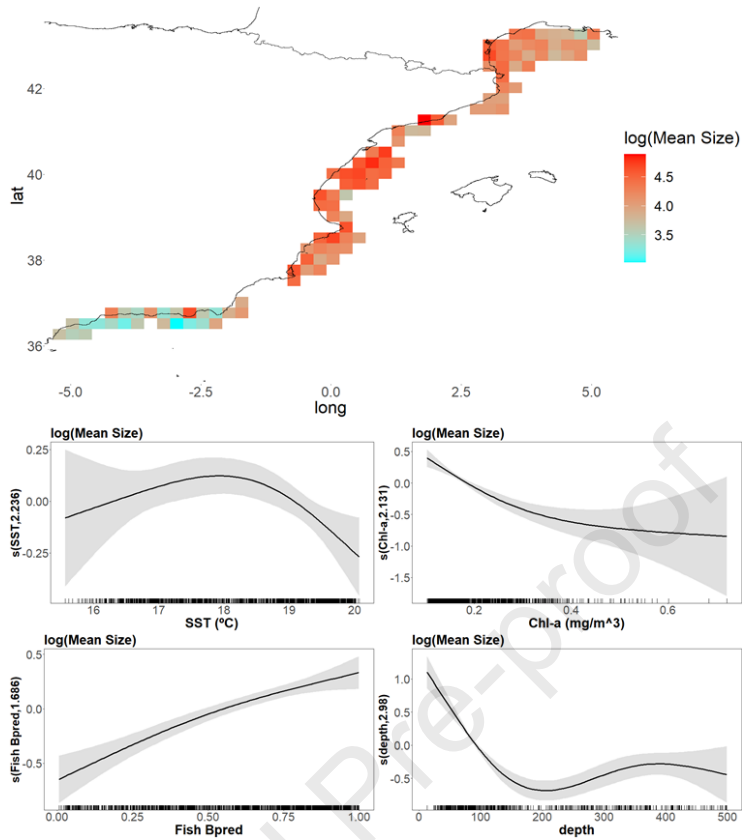 42
40
38
36
lat
-5.0 -2.5 0.0 2.5 5.0
long
log(Mean Size)
4.5
4.0
3.5
log(Mean Size)
0.25
0.00
-0.25
s(SST,2.236)
16 17 18 19 20
SST (ºC)
log(Mean Size)
0.5
0.0
-0.5
-1.0
-1.5
s(Chl-a,2.131)
0.2 0.4 0.6
Chl-a (mg/m^3)
log(Mean Size)
0.5
0.0
-0.5
s(Fish Bpred,1.686)
0.00 0.25 0.50 0.75 1.00
Fish Bpred
log(Mean Size)
1.0
0.5
0.0
-0.5
s(depth,2.98)
0 100 200 300 400 500
depth
Pre-proof